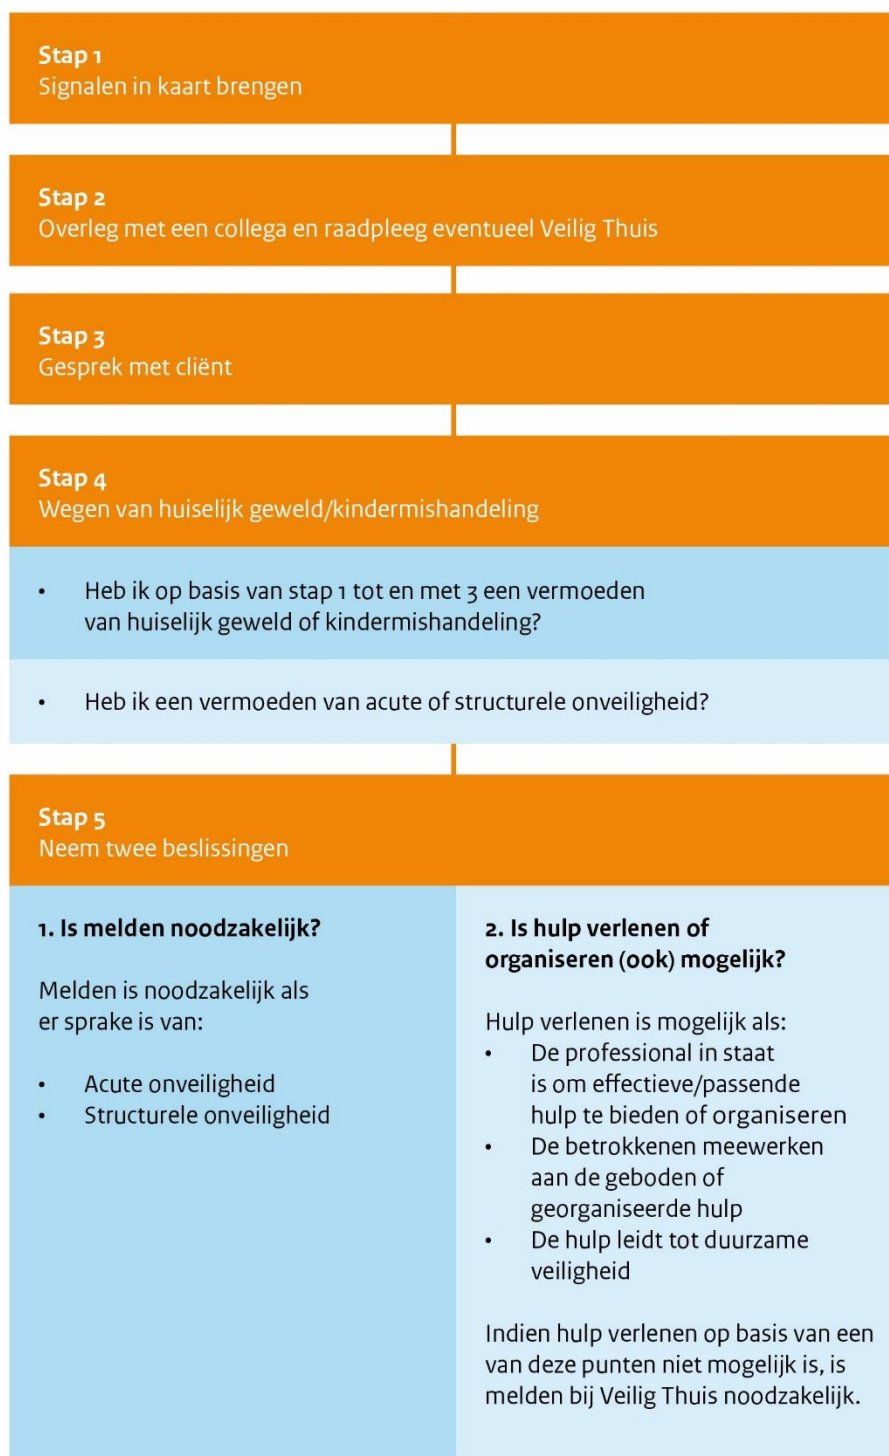 Stap 1
Signalen in kaart brengen
Stap 2
Overleg met een collega en raadpleeg eventueel Veilig Thuis
Stap 3
Gesprek met cliënt
Stap 4
Wegen van huiselijk geweld/kindermishandeling
• Heb ik op basis van stap 1 tot en met 3 een vermoeden
van huiselijk geweld of kindermishandeling?
• Heb ik een vermoeden van acute of structurele onveiligheid?
Stap 5
Neem twee beslissingen
1. Is melden noodzakelijk?
Melden is noodzakelijk als
er sprake is van:
• Acute onveiligheid
• Structurele onveiligheid
2. Is hulp verlenen of
organiseren (ook) mogelijk?
Hulp verlenen is mogelijk als:
• De professional in staat
is om effectieve/passende
hulp te bieden of organiseren
• De betrokkenen meewerken
aan de geboden of
georganiseerde hulp
• De hulp leidt tot duurzame
veiligheid
Indien hulp verlenen op basis van een
van deze punten niet mogelijk is, is
melden bij Veilig Thuis noodzakelijk.